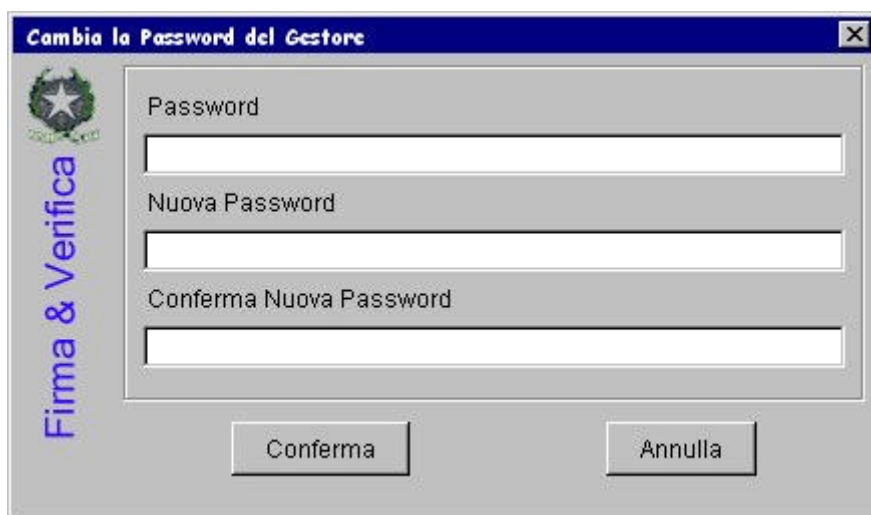 Cambia la Password del Gestore
Firma & Verifica
Password
Nuova Password
Conferma Nuova Password
Conferma
Annulla